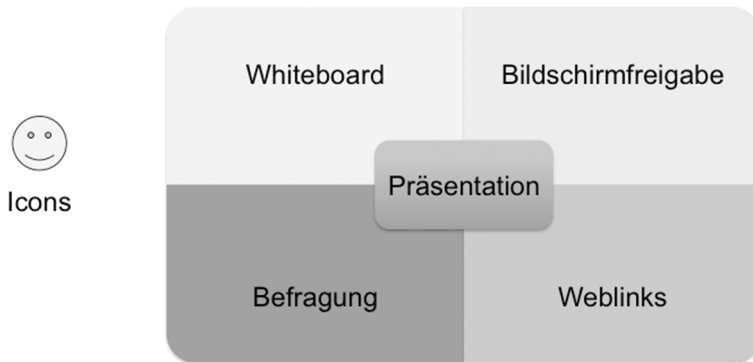 Whiteboard
Bildschirmfreigabe
Präsentation
Icons
Befragung
Weblinks